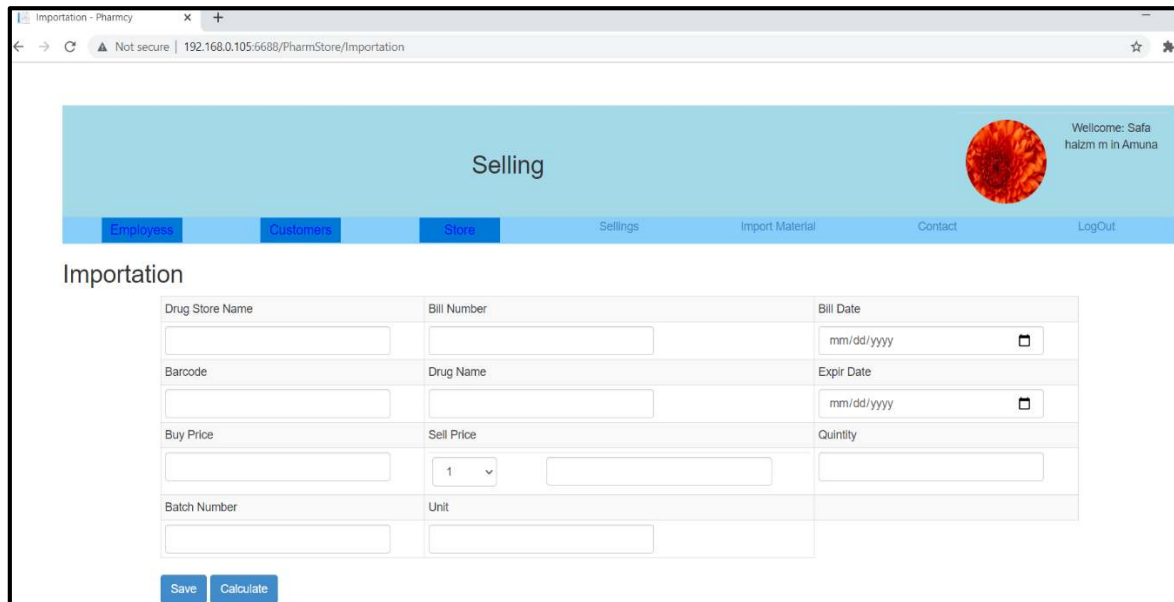 Importation - Pharmcy
Not secure | 192.168.0.105:6688/PharmStore/Importation
Selling
Wellcome: Safa
haizm m in Amuna
Employess Customers Store Sellings Import Material Contact LogOut
Importation
Drug Store Name Bill Number Bill Date
mm/dd/yyyy
Barcode Drug Name Expir Date
mm/dd/yyyy
Buy Price Sell Price Quintity
1
Batch Number Unit
Save Calculate